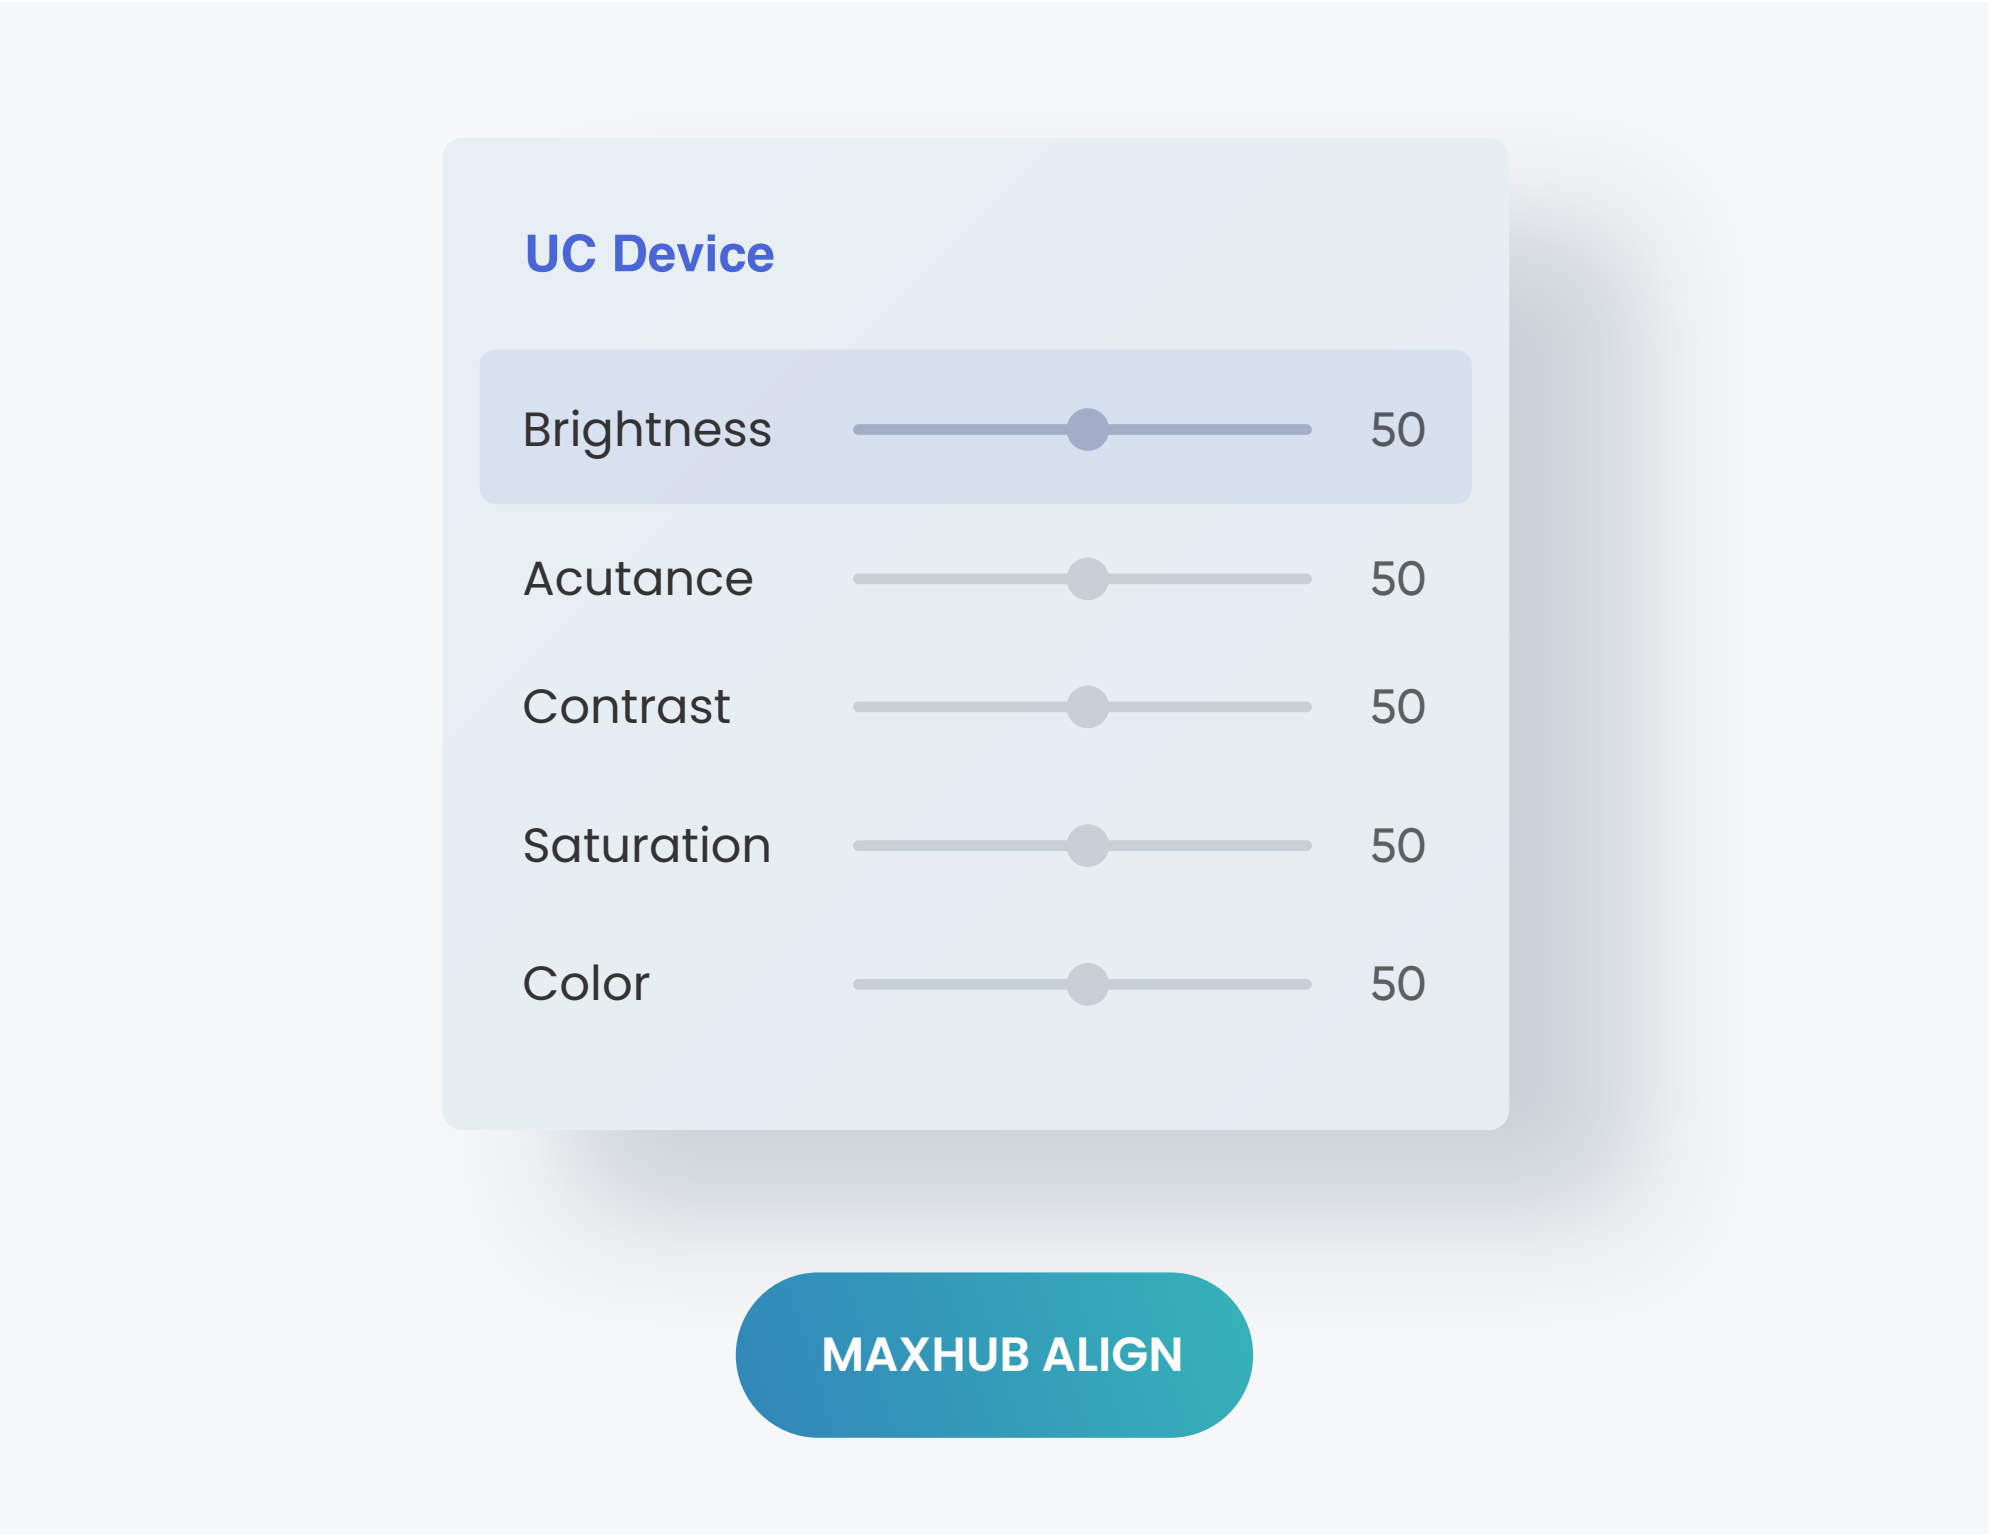 UC Device
Brightness 50
Acutance 50
Contrast 50
Saturation 50
Color 50
MAXHUB ALIGN